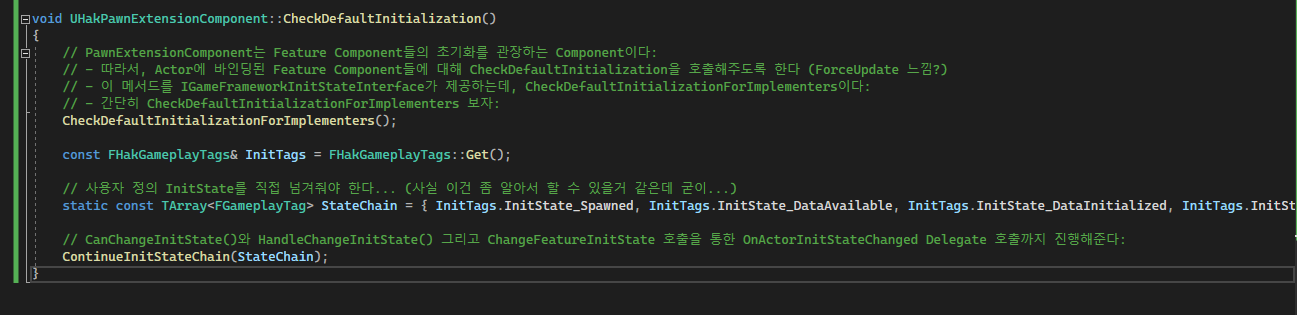 void UHakPawnExtensionComponent::CheckDefaultInitialization()
{
// PawnExtensionComponent는 Feature Component들의 초기화를 관장하는 Component이다:
// - 따라서, Actor에 바인딩된 Feature Component들에 대해 CheckDefaultInitialization을 호출해주도록 한다 (ForceUpdate 느낌?)
// - 이 메서드를 IGameFrameworkInitStateInterface가 제공하는데, CheckDefaultInitializationForImplementers이다:
// - 간단히 CheckDefaultInitializationForImplementers 보자:
CheckDefaultInitializationForImplementers();
const FHakGameplayTags& InitTags = FHakGameplayTags::Get();
// 사용자 정의 InitState를 직접 넘겨줘야 한다... (사실 이건 좀 알아서 할 수 있을거 같은데 굳이...)
static const TArray<FGameplayTag> StateChain = { InitTags.InitState_Spawned, InitTags.InitState_DataAvailable, InitTags.InitState_DataInitialized, InitTags.InitSt
// CanChangeInitState()와 HandleChangeInitState() 그리고 ChangeFeatureInitState 호출을 통한 OnActorInitStateChanged Delegate 호출까지 진행해준다:
ContinueInitStateChain(StateChain);
}